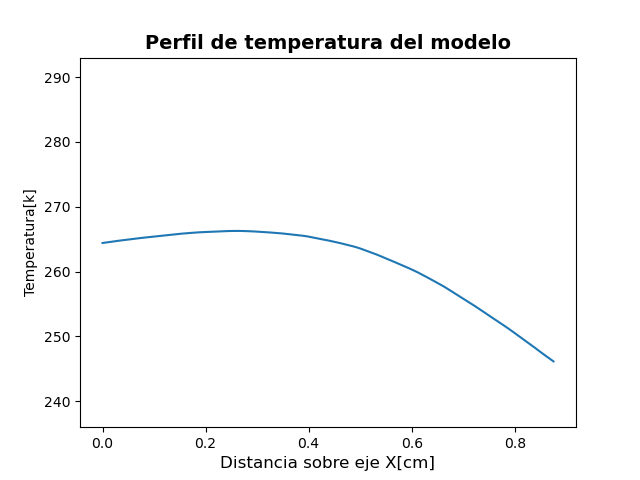 Perfil de temperatura del modelo
290
280
270
260
250
240
Temperatura[k]
0.0 0.2 0.4 0.6 0.8
Distancia sobre eje X[cm]